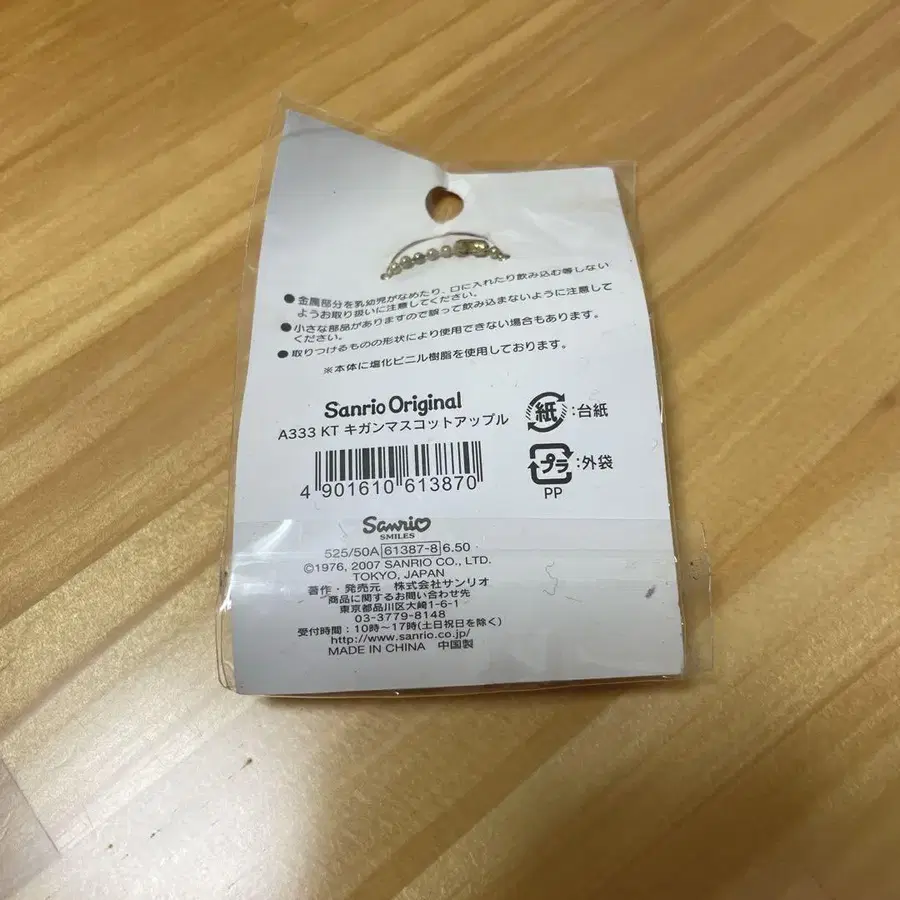 ●金属部分を乳幼児がなめたり、口に入れたり飲み込む等しない
ようお取り扱いに注意してください。
●小さな部品がありますので誤って飲み込まないように注意して
ください。
●取りつけるものの形状により使用できない場合もあります。
※本体に塩化ビニル樹脂を使用しております。
Sanrio Original
A333 KT キガンマスコットアップル
4 901610 613870
紙:台紙
プラ:外袋
PP
Sanrio
SMILES
525/50A 61387-8 6.50
©1976, 2007 SANRIO CO., LTD.
TOKYO, JAPAN
著作・発売元 株式会社サンリオ
商品に関するお問い合わせ先
東京都品川区大崎1-6-1
03-3779-8148
受付時間:10時～17時(土日祝日を除く)
http://www.sanrio.co.jp/
MADE IN CHINA 中国製